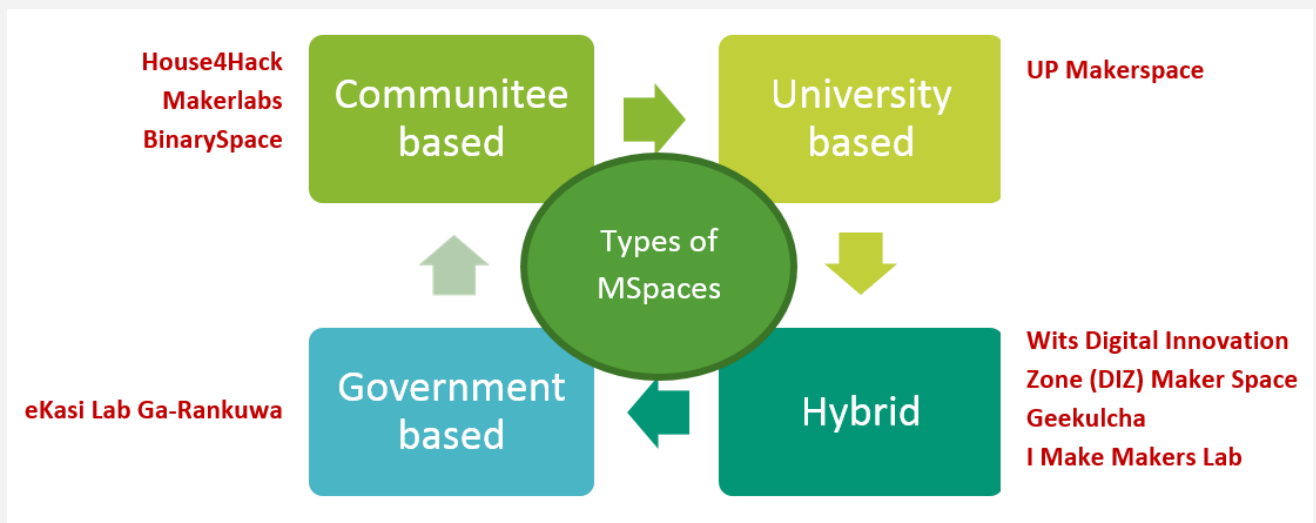 House4Hack
Makerlabs
BinarySpace
Communitee
based
University
based
UP Makerspace
Types of
MSpaces
eKasi Lab Ga-Rankuwa
Government
based
Hybrid
Wits Digital Innovation
Zone (DIZ) Maker Space
Geekulcha
I Make Makers Lab